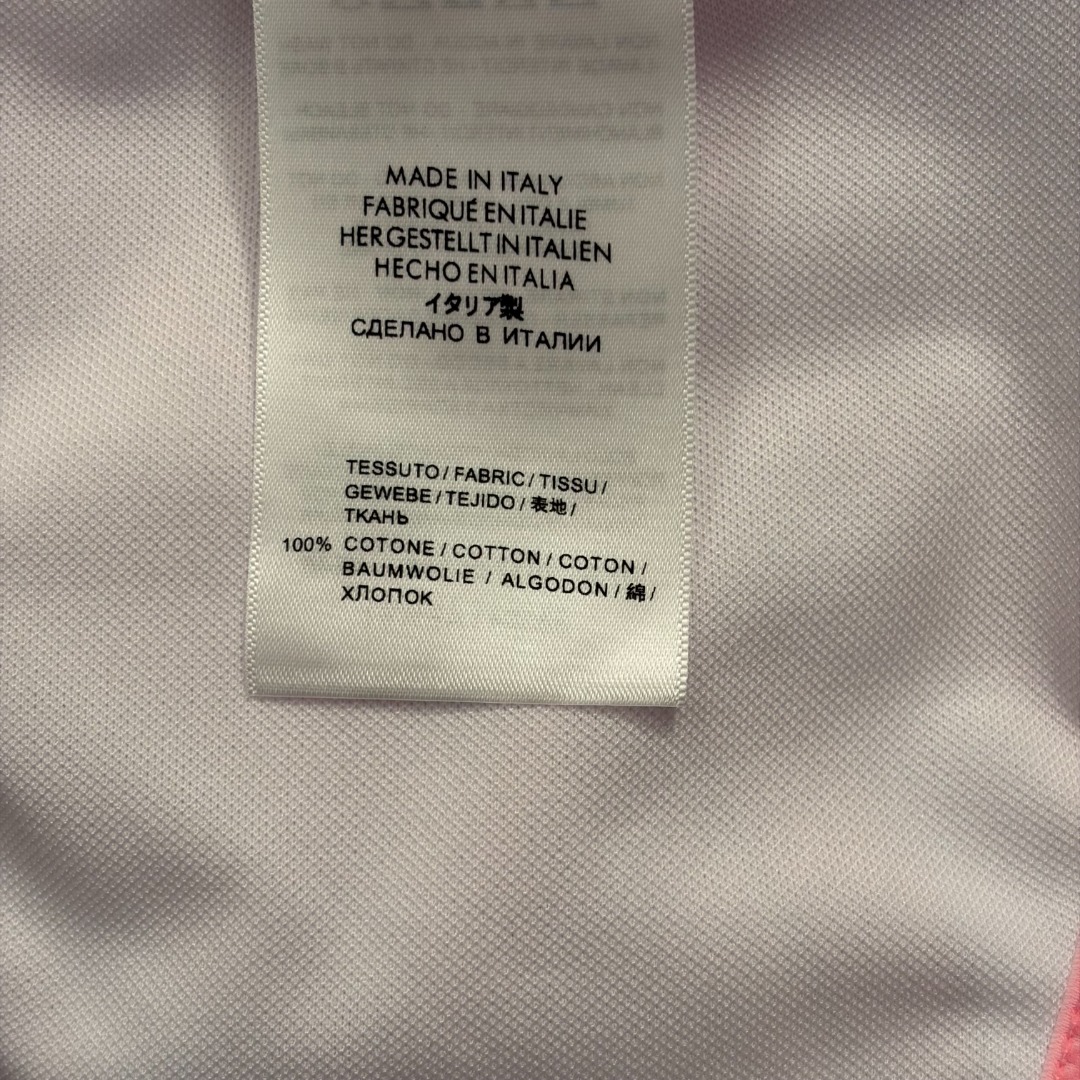 MADE IN ITALY
FABRIQUÉ EN ITALIE
HERGESTELLT IN ITALIEN
HECHO EN ITALIA
イタリア製
СДЕЛАНО В ИТАЛИИ
TESSUTO / FABRIC / TISSU /
GEWEBE / TEJIDO / 表地 /
ТКАНЬ
100% COTONE / COTTON / COTON /
BAUMWOLIE / ALGODON / 綿 /
ХЛОПОК